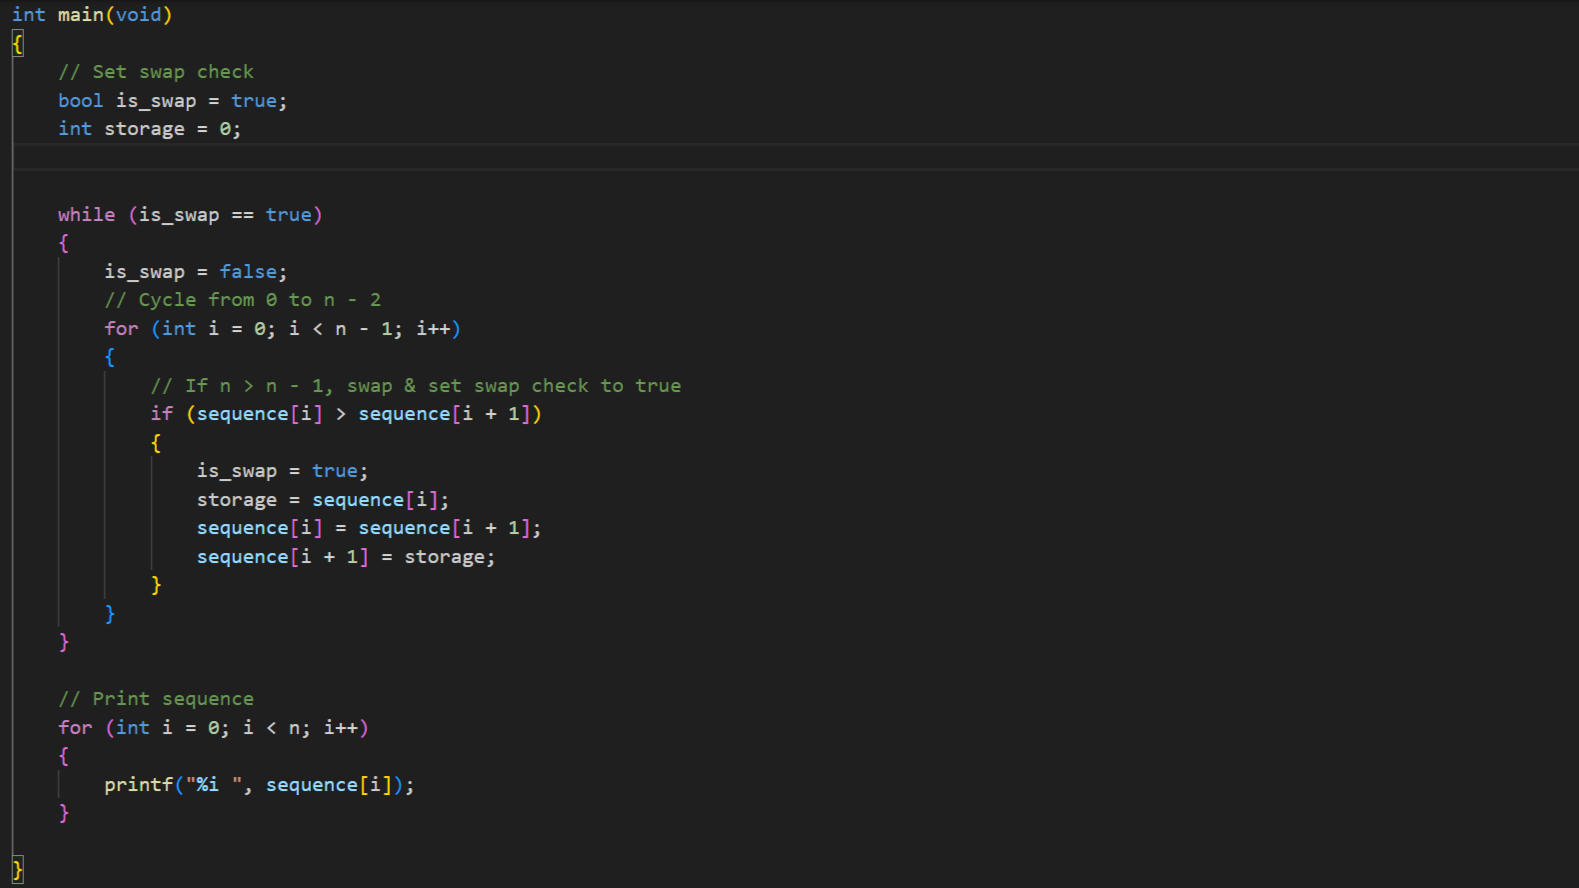 int main(void)
{
    // Set swap check
    bool is_swap = true;
    int storage = 0;

    while (is_swap == true)
    {
        is_swap = false;
        // Cycle from 0 to n - 2
        for (int i = 0; i < n - 1; i++)
        {
            // If n > n - 1, swap & set swap check to true
            if (sequence[i] > sequence[i + 1])
            {
                is_swap = true;
                storage = sequence[i];
                sequence[i] = sequence[i + 1];
                sequence[i + 1] = storage;
            }
        }
    }

    // Print sequence
    for (int i = 0; i < n; i++)
    {
        printf("%i ", sequence[i]);
    }

}